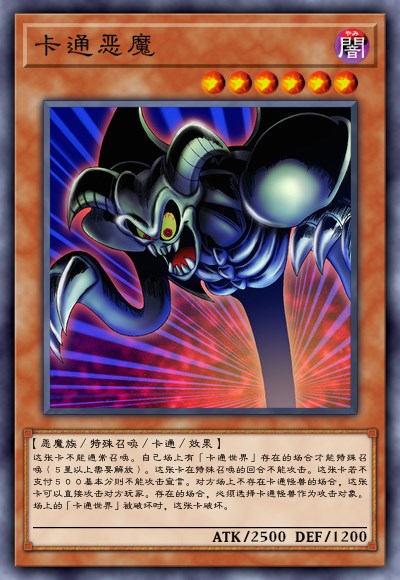 卡通恶魔
やみ
闇
【恶魔族／特殊召唤／卡通／效果】
这张卡不能通常召唤。自己场上有「卡通世界」存在的场合才能特殊召
唤（５星以上需要解放）。这张卡在特殊召唤的回合不能攻击。这张卡若不
支付５００基本分则不能攻击宣言。对方场上不存在卡通怪兽的场合，这张
卡可以直接攻击对方玩家。存在的场合，必须选择卡通怪兽作为攻击对象。
场上的「卡通世界」被破坏时，这张卡破坏。
ATK/2500 DEF/1200